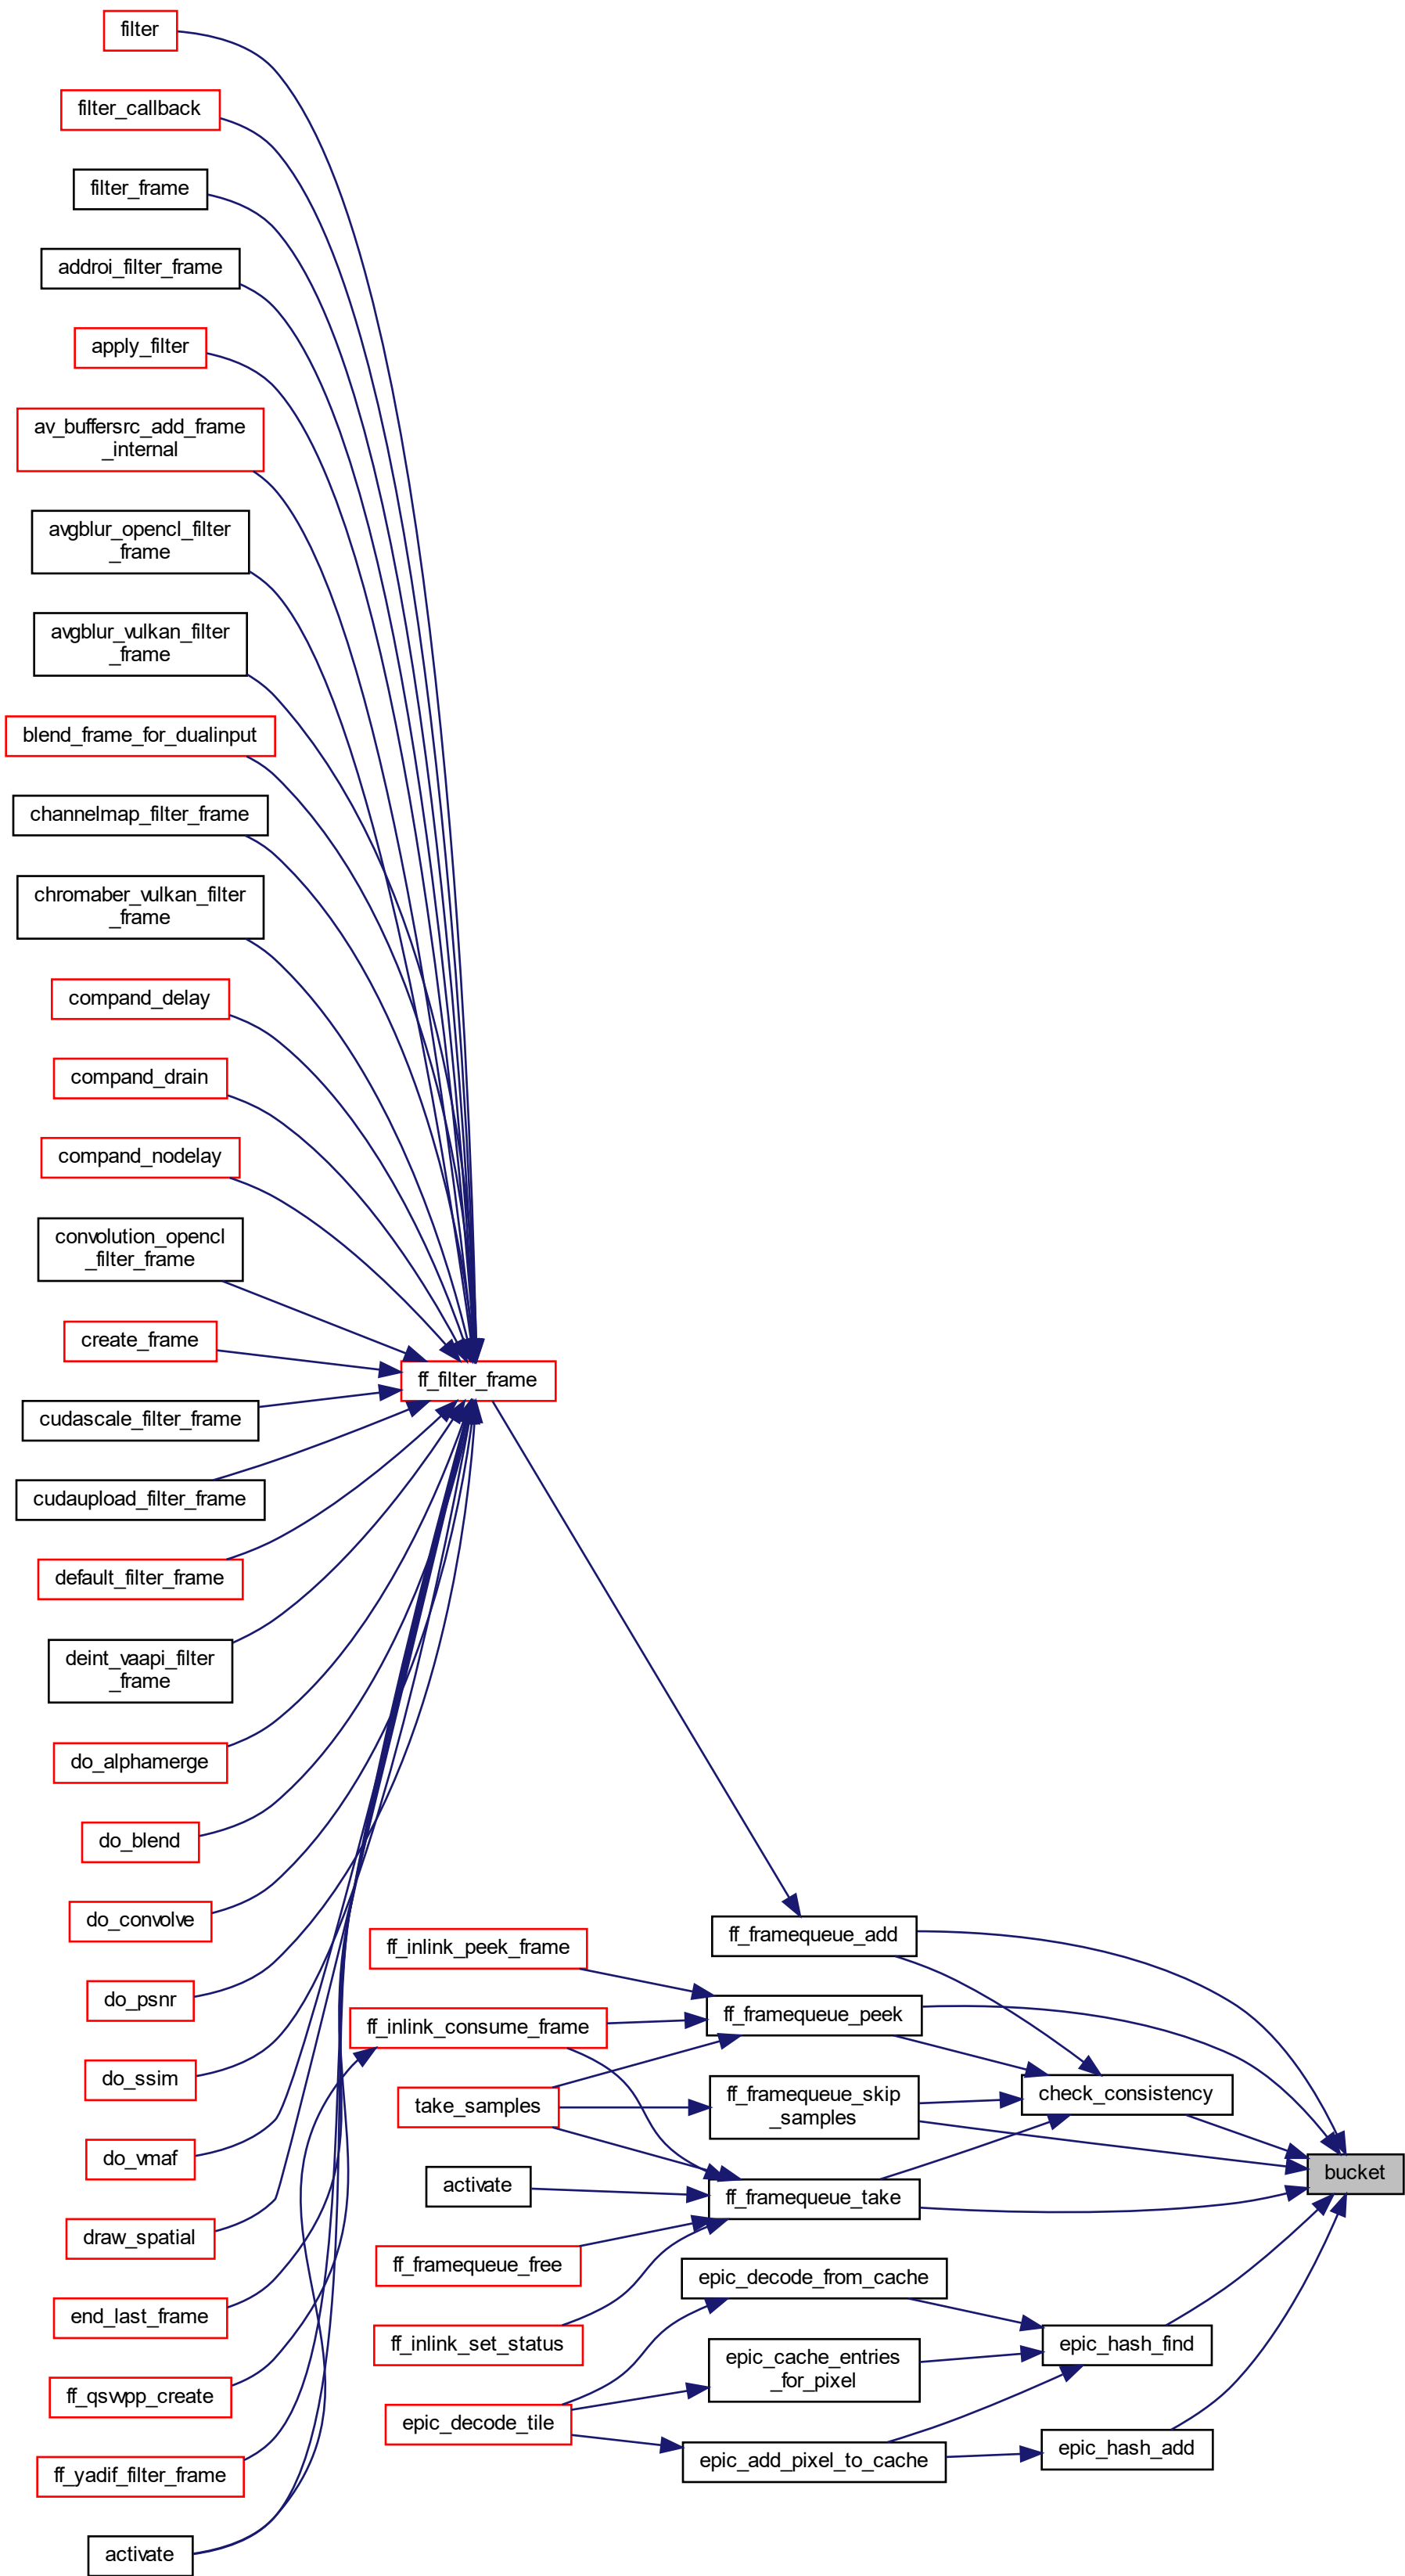 filter
filter_callback
filter_frame
addroi_filter_frame
apply_filter
av_buffersrc_add_frame
_internal
avgblur_opencl_filter
_frame
avgblur_vulkan_filter
_frame
blend_frame_for_dualinput
channelmap_filter_frame
chromaber_vulkan_filter
_frame
compand_delay
compand_drain
compand_nodelay
convolution_opencl
_filter_frame
create_frame
cudascale_filter_frame
cudaupload_filter_frame
default_filter_frame
deint_vaapi_filter
_frame
do_alphamerge
do_blend
do_convolve
do_psnr
do_ssim
do_vmaf
draw_spatial
end_last_frame
ff_qsvvpp_create
ff_yadif_filter_frame
activate
ff_filter_frame
ff_inlink_peek_frame
ff_inlink_consume_frame
take_samples
activate
ff_framequeue_free
ff_inlink_set_status
epic_decode_tile
ff_framequeue_add
ff_framequeue_peek
ff_framequeue_skip
_samples
ff_framequeue_take
epic_decode_from_cache
epic_cache_entries
_for_pixel
epic_add_pixel_to_cache
check_consistency
epic_hash_find
epic_hash_add
bucket